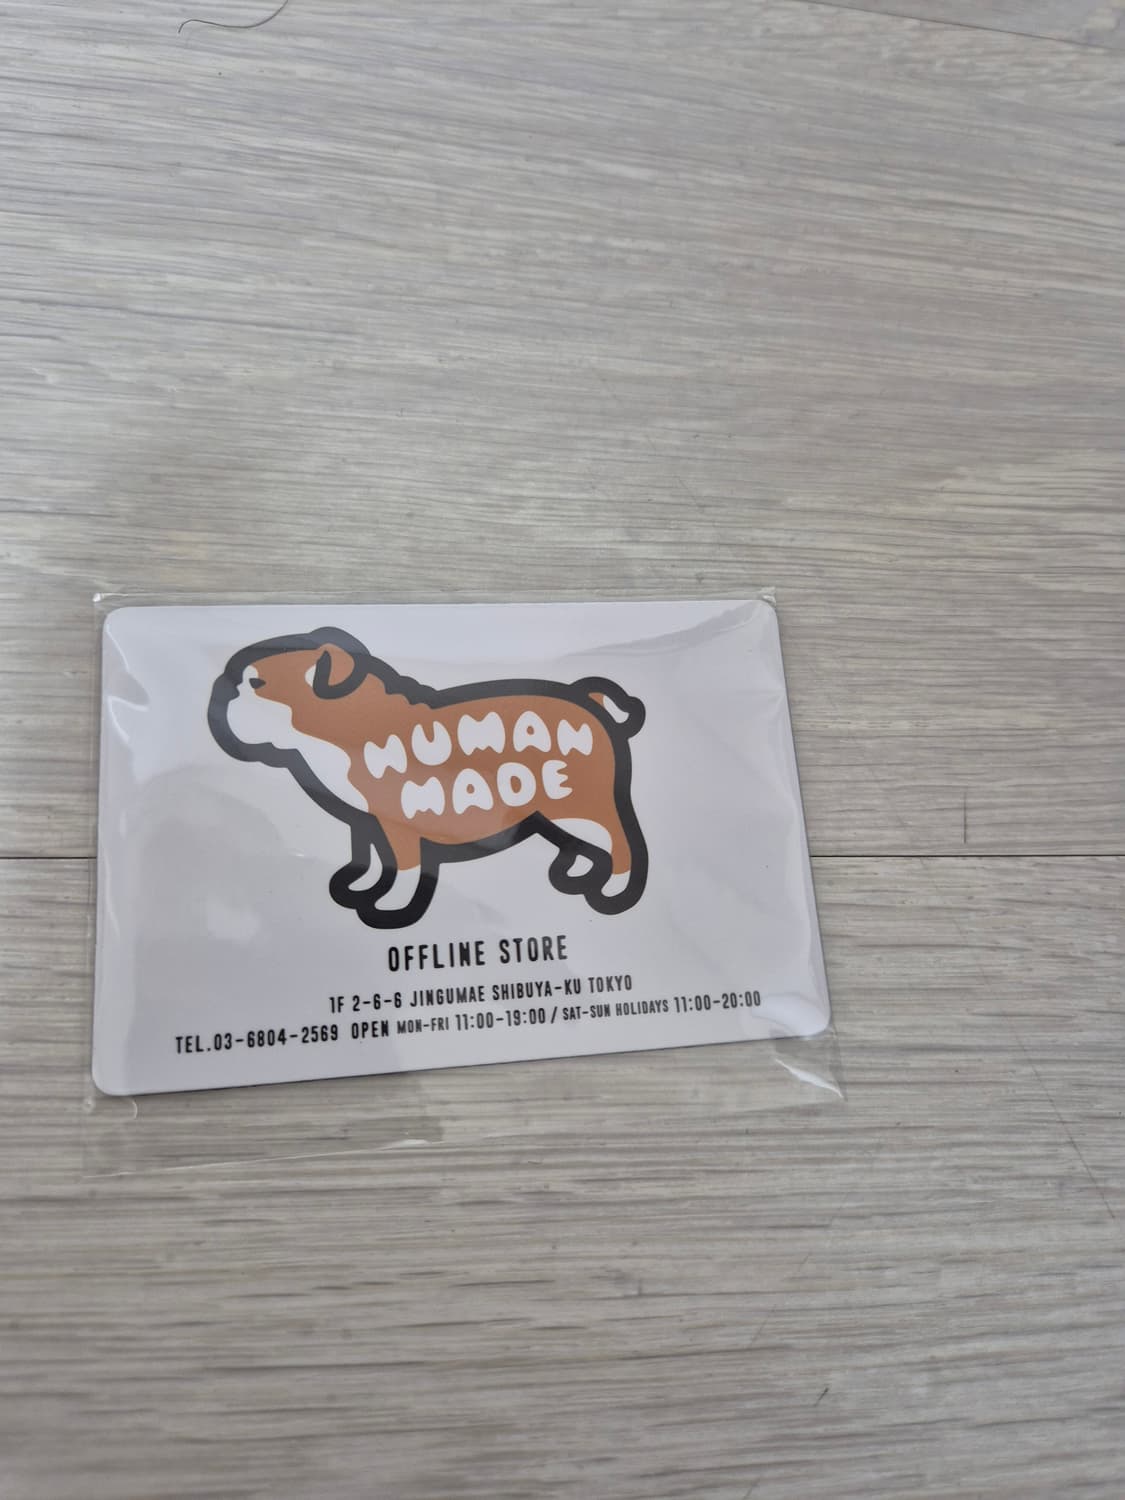 HUMAN
MADE
OFFLINE STORE
1F 2-6-6 JINGUMAE SHIBUYA-KU TOKYO
TEL.03-6804-2569 OPEN MON-FRI 11:00-19:00 / SAT-SUN HOLIDAYS 11:00-20:00